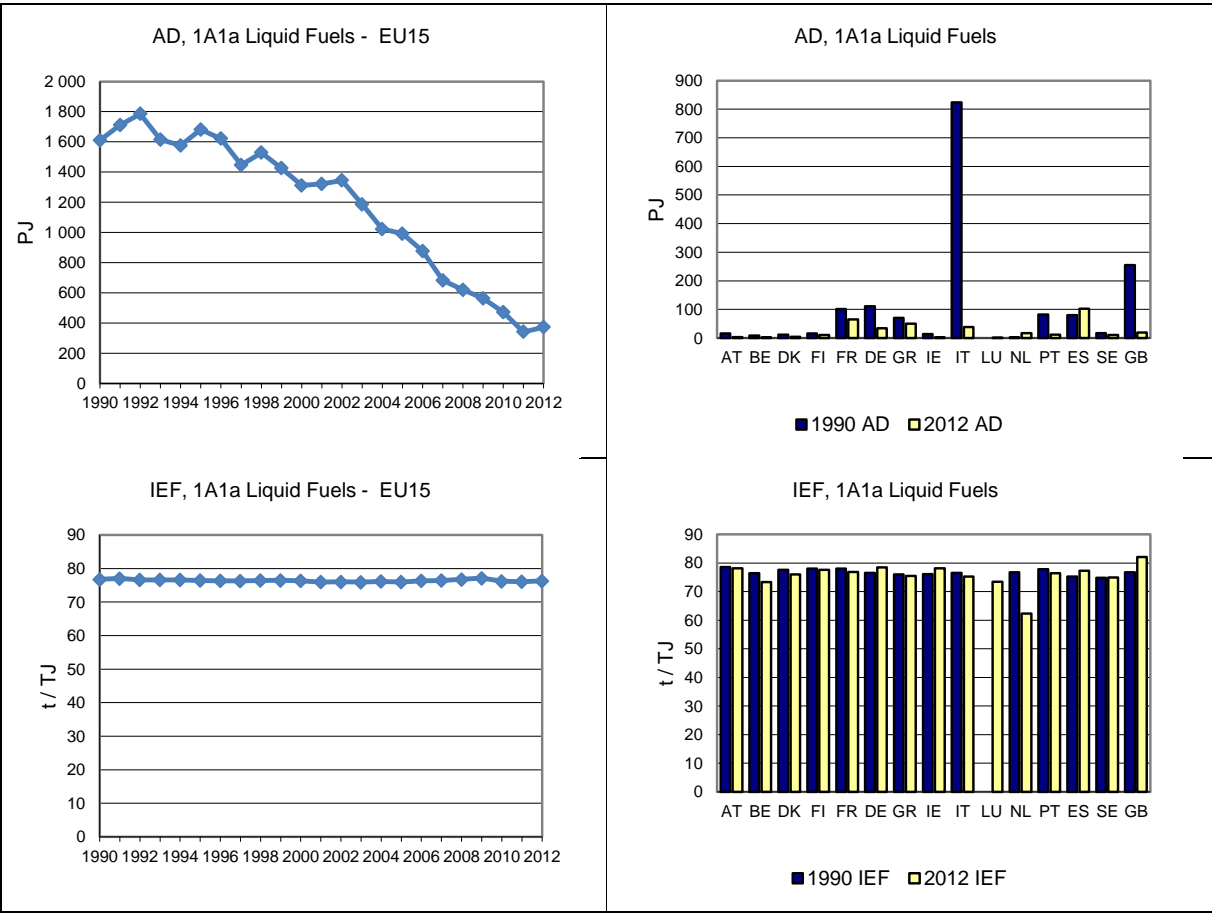 AD, 1A1a Liquid Fuels - EU15
2 000
1 800
1 600
1 400
1 200
1 000
800
600
400
200
0
PJ
1990 1992 1994 1996 1998 2000 2002 2004 2006 2008 2010 2012
AD, 1A1a Liquid Fuels
900
800
700
600
500
400
300
200
100
0
PJ
AT BE DK FI FR DE GR IE IT LU NL PT ES SE GB
1990 AD 2012 AD
IEF, 1A1a Liquid Fuels - EU15
90
80
70
60
50
40
30
20
10
0
t / TJ
1990 1992 1994 1996 1998 2000 2002 2004 2006 2008 2010 2012
IEF, 1A1a Liquid Fuels
90
80
70
60
50
40
30
20
10
0
t / TJ
AT BE DK FI FR DE GR IE IT LU NL PT ES SE GB
1990 IEF 2012 IEF